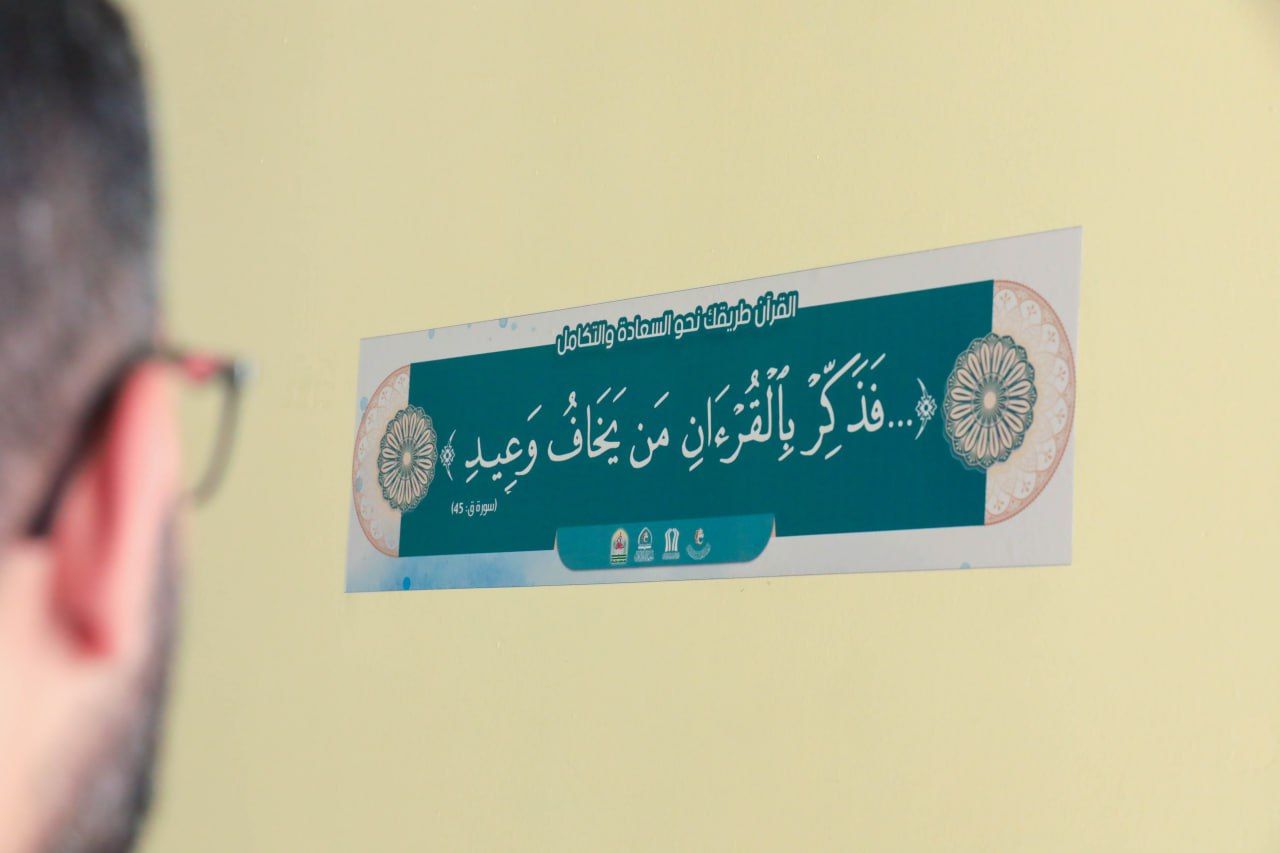 القرآن طريقك نحو السعادة والتكامل
﴿...فَذَكِّرْ بِٱلْقُرْءَانِ مَن يَخَافُ وَعِيدِ﴾
(سورة ق: 45)